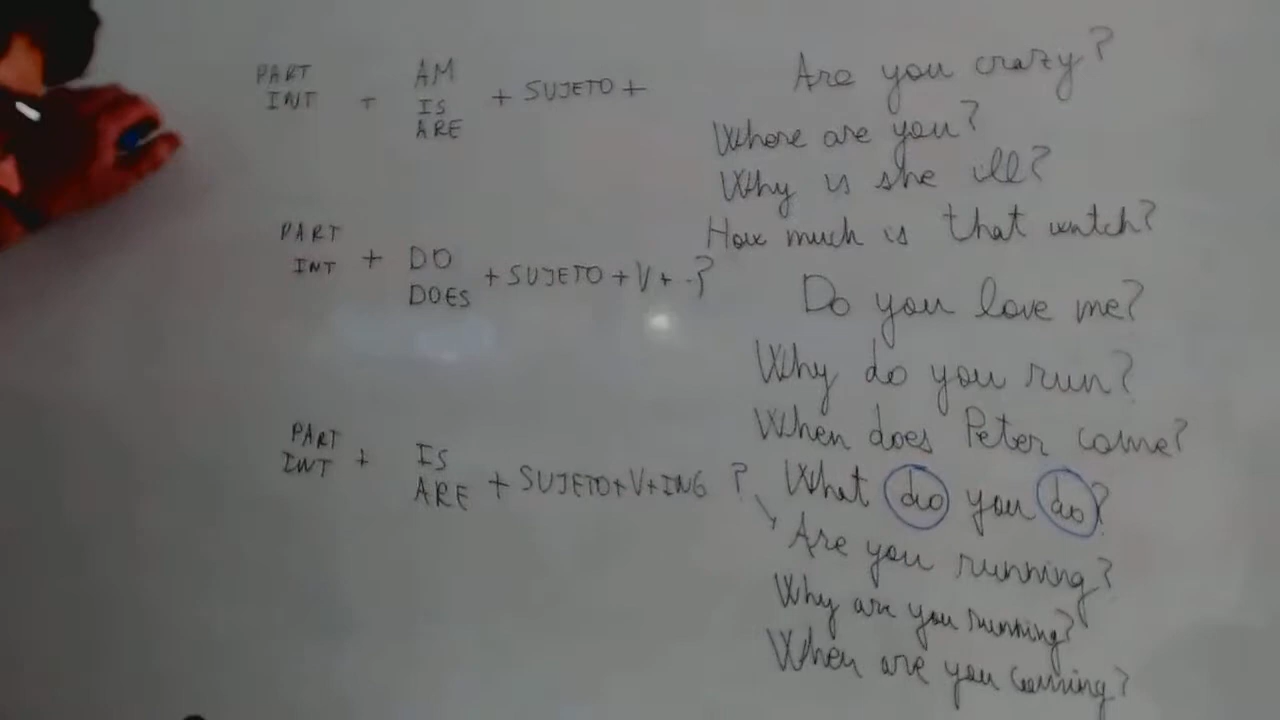 PART INT + AM IS ARE + SUJETO +
Are you crazy?
Where are you?
Why is she ill?
How much is that watch?
PART INT + DO DOES + SUJETO + V + -?
Do you love me?
Why do you run?
When does Peter come?
PART INT + IS ARE + SUJETO+V+ING ?
What do you do?
Are you running?
Why are you running?
When are you coming?